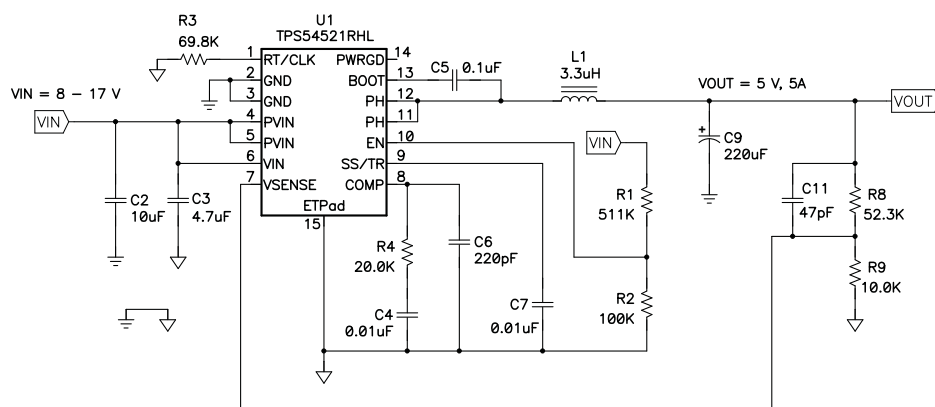 U1
TPS54521RHL
R3
69.8K
1 RT/CLK PWRGD 14
2 GND BOOT 13
3 GND PH 12
4 PVIN PH 11
5 PVIN EN 10
6 VIN SS/TR 9
7 VSENSE COMP 8
ETPad
15
C5 0.1uF
L1
3.3uH
VOUT = 5 V, 5A
VOUT
VIN = 8 – 17 V
VIN
VIN
C9
220uF
C2
10uF
C3
4.7uF
R1
511K
C11
47pF
R8
52.3K
R4
20.0K
C6
220pF
R9
10.0K
C4
0.01uF
C7
0.01uF
R2
100K